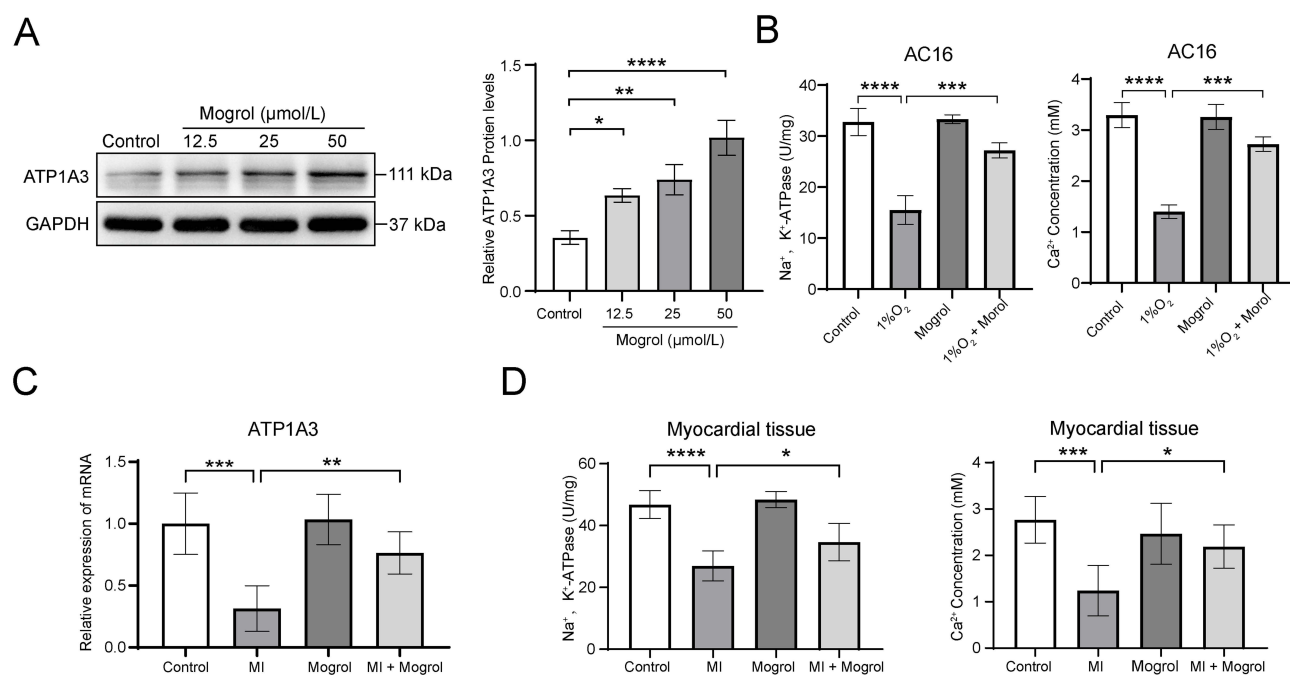 A
Mogrol (μmol/L)
Control 12.5 25 50
ATP1A3 111 kDa
GAPDH 37 kDa
Relative ATP1A3 Protien levels
1.5
1.0
0.5
0.0
****
**
*
Control 12.5 25 50
Mogrol (μmol/L)
B
AC16
Na⁺, K⁺-ATPase (U/mg)
40
30
20
10
0
**** ***
Control 1%O₂ Mogrol 1%O₂ + Morol
AC16
Ca²⁺ Concentration (mM)
4
3
2
1
0
**** ***
Control 1%O₂ Mogrol 1%O₂ + Morol
C
ATP1A3
Relative expression of mRNA
1.5
1.0
0.5
0.0
*** **
Control MI Mogrol MI + Mogrol
D
Myocardial tissue
Na⁺, K⁺-ATPase (U/mg)
60
40
20
0
**** *
Control MI Mogrol MI + Mogrol
Myocardial tissue
Ca²⁺ Concentration (mM)
4
3
2
1
0
*** *
Control MI Mogrol MI + Mogrol